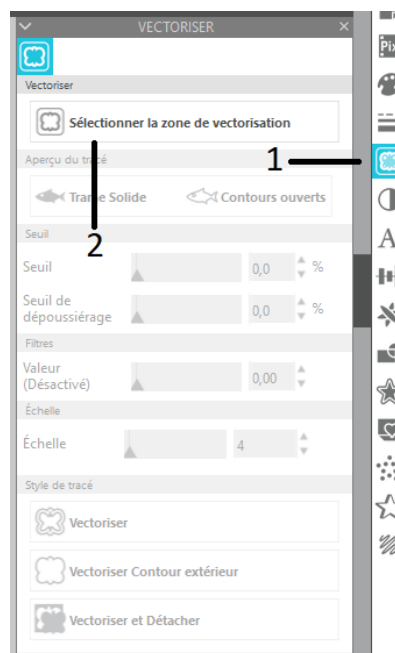 VECTORISER
Pix
Vectoriser
Sélectionner la zone de vectorisation
Aperçu du tracé
1
Trame Solide Contours ouverts
Seuil
2
Seuil 0,0 %
Seuil de
dépoussiérage 0,0 %
Filtres
Valeur
(Désactivé) 0,00
Échelle
Échelle 4
Style de tracé
Vectoriser
Vectoriser Contour extérieur
Vectoriser et Détacher
A